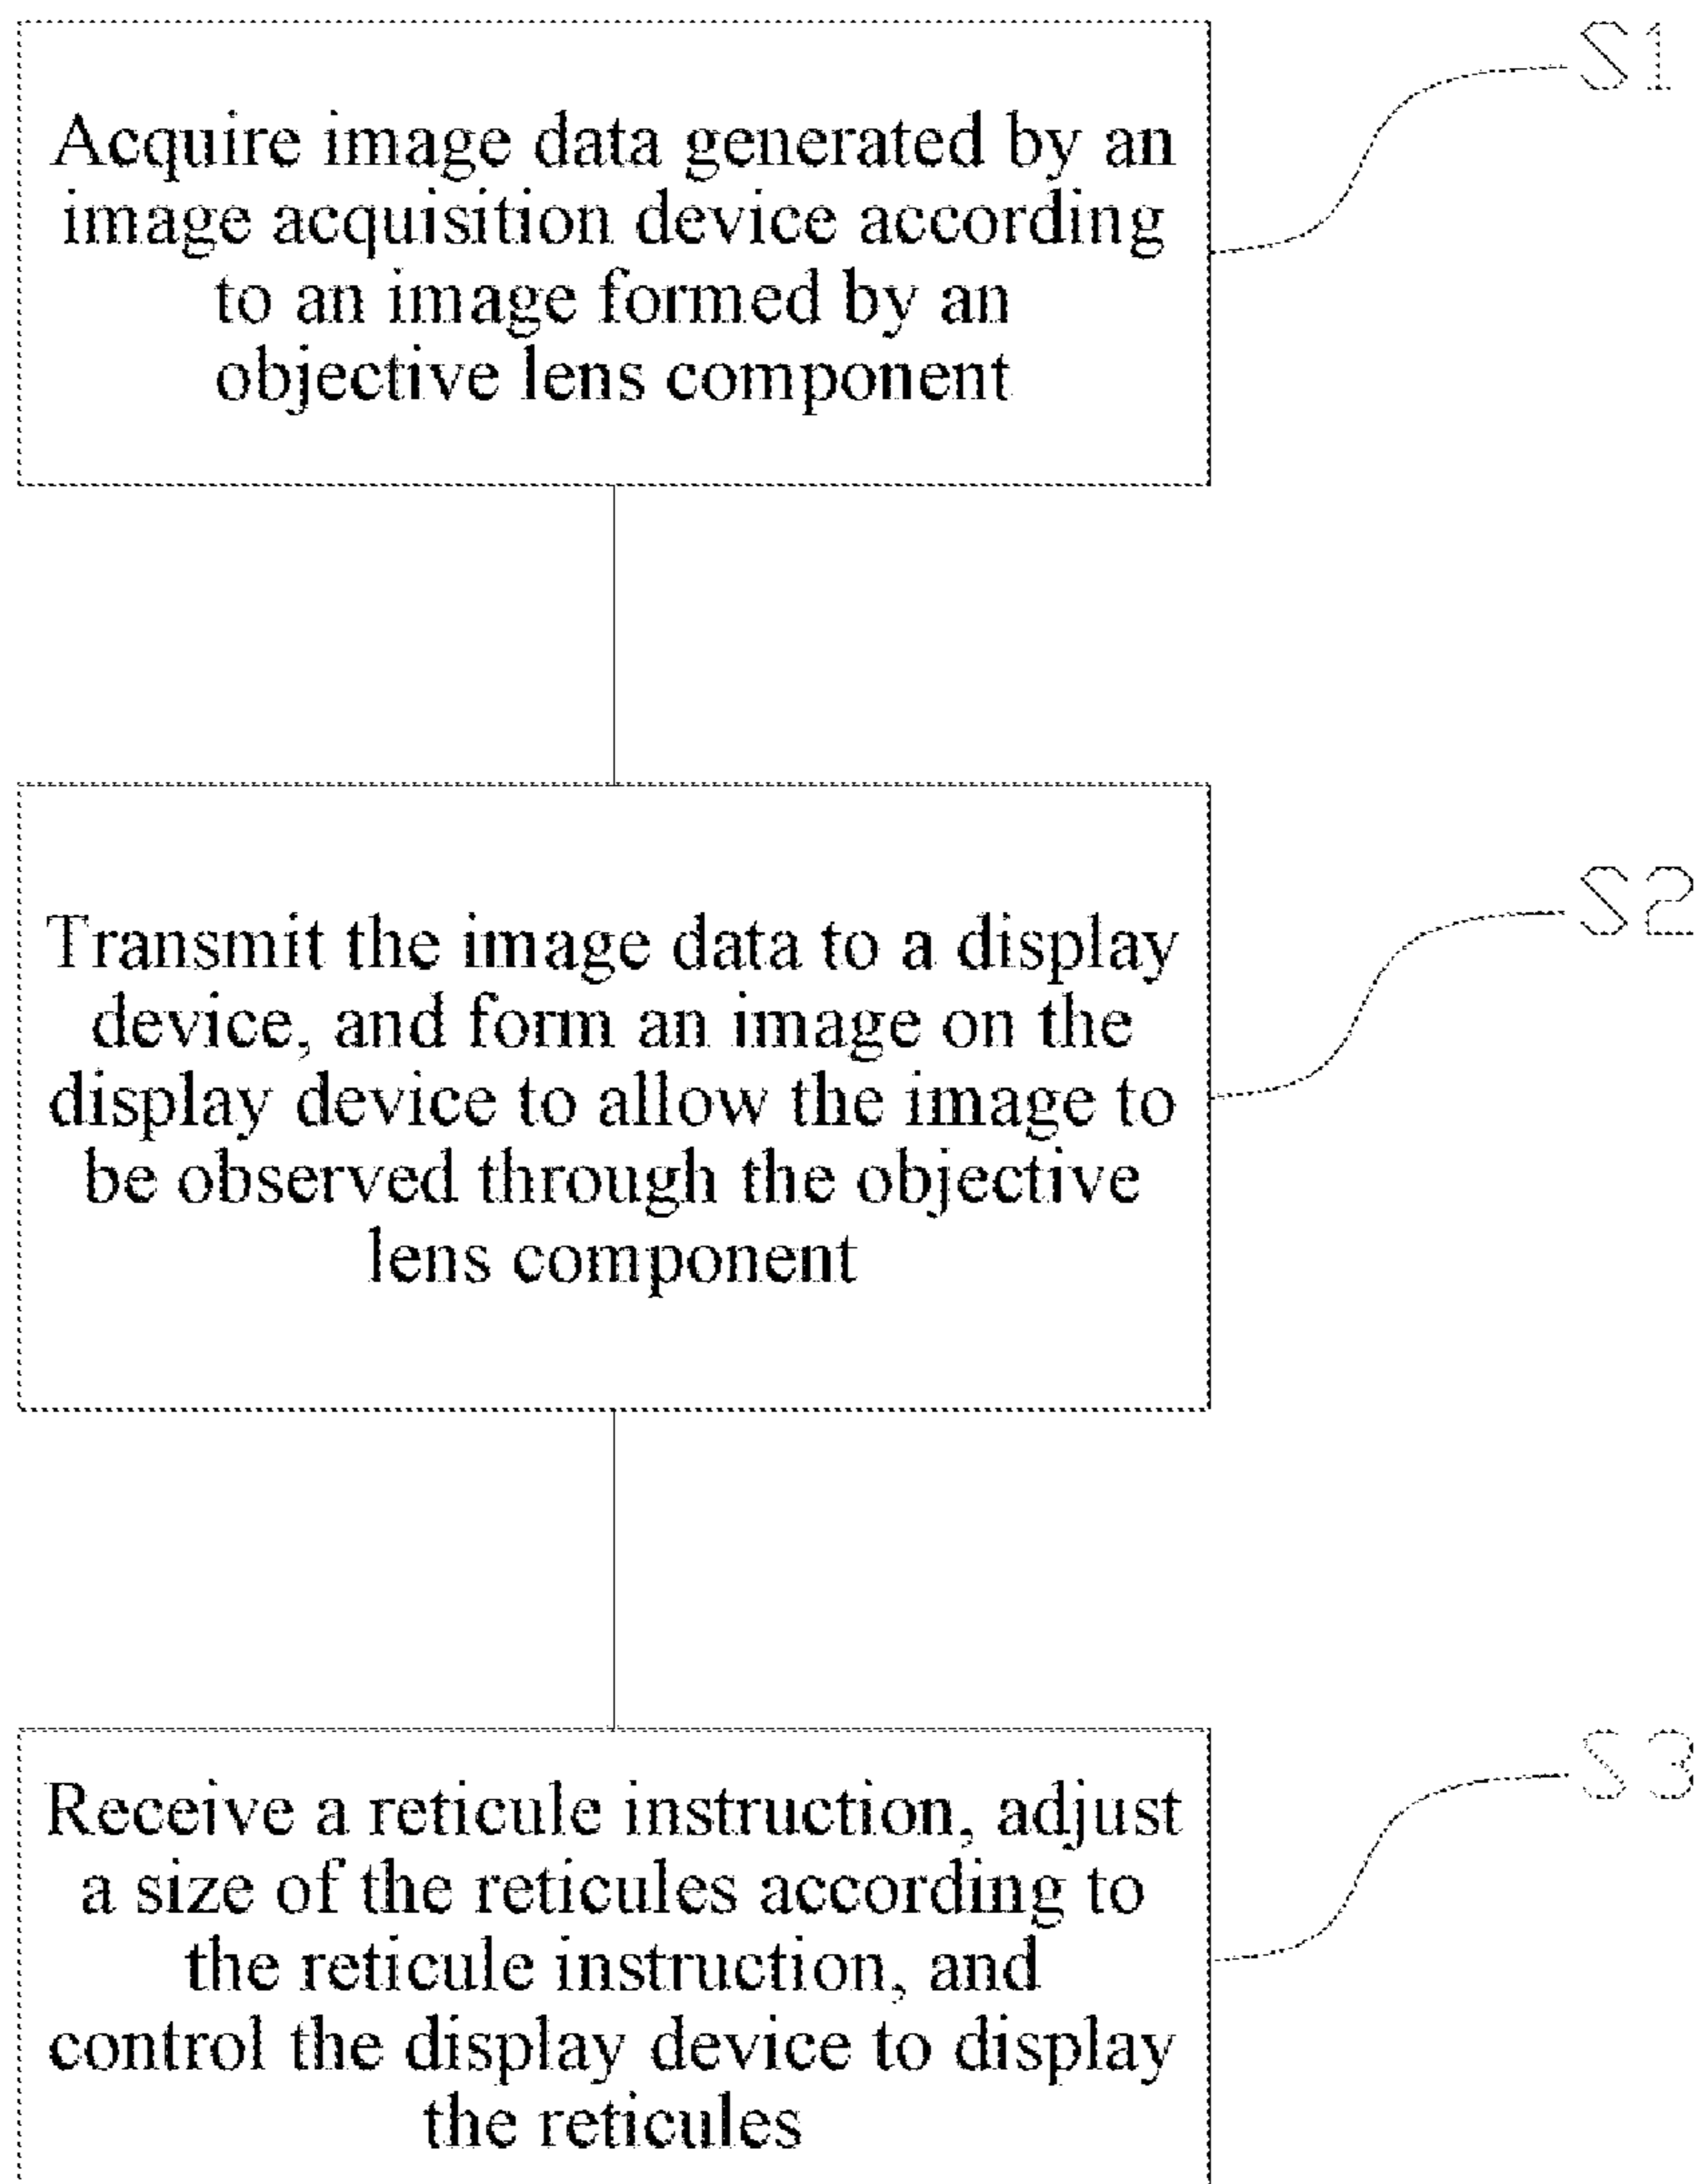 S1
Acquire image data generated by an
image acquisition device according
to an image formed by an
objective lens component
S2
Transmit the image data to a display
device, and form an image on the
display device to allow the image to
be observed through the objective
lens component
S3
Receive a reticule instruction, adjust
a size of the reticules according to
the reticule instruction, and
control the display device to display
the reticules